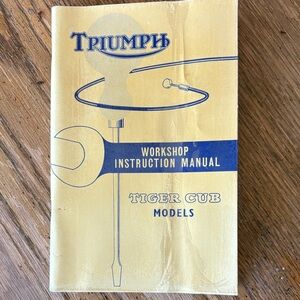 TRIUMPH
WORKSHOP
INSTRUCTION MANUAL
TIGER CUB
MODELS